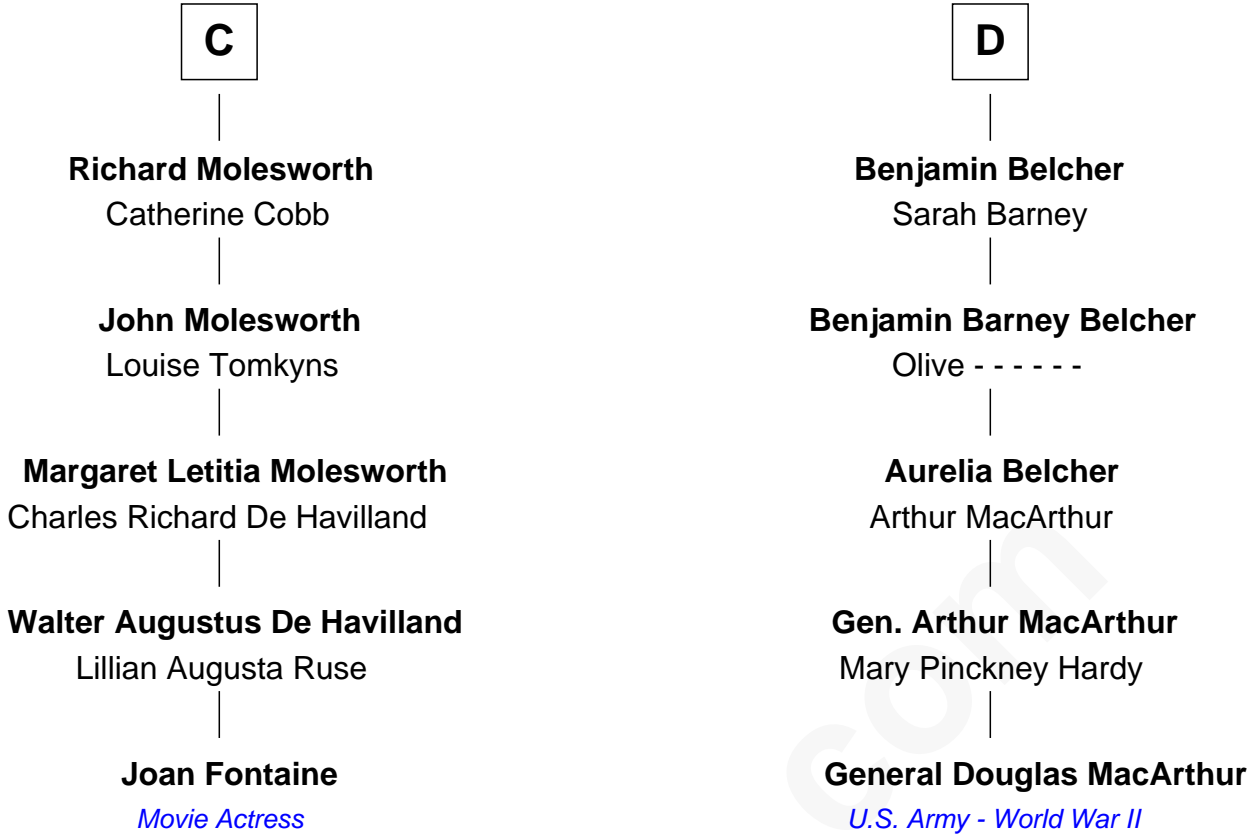 C
Richard Molesworth
Catherine Cobb
John Molesworth
Louise Tomkyns
Margaret Letitia Molesworth
Charles Richard De Havilland
Walter Augustus De Havilland
Lillian Augusta Ruse
Joan Fontaine
Movie Actress
D
Benjamin Belcher
Sarah Barney
Benjamin Barney Belcher
Olive - - - - - -
Aurelia Belcher
Arthur MacArthur
Gen. Arthur MacArthur
Mary Pinckney Hardy
General Douglas MacArthur
U.S. Army - World War II
com